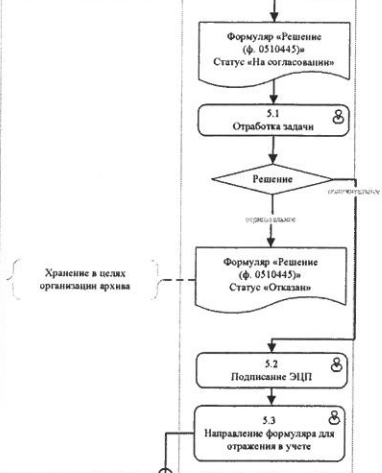 Формуляр «Решение
(ф. 0510445)»
Статус «На согласовании»
5.1
Отработка задачи
Решение
Формуляр «Решение
(ф. 0510445)»
Статус «Отказан»
Хранение в целях
организации архива
5.2
Подписание ЭЦП
5.3
Направление формуляра для
отражения в учете